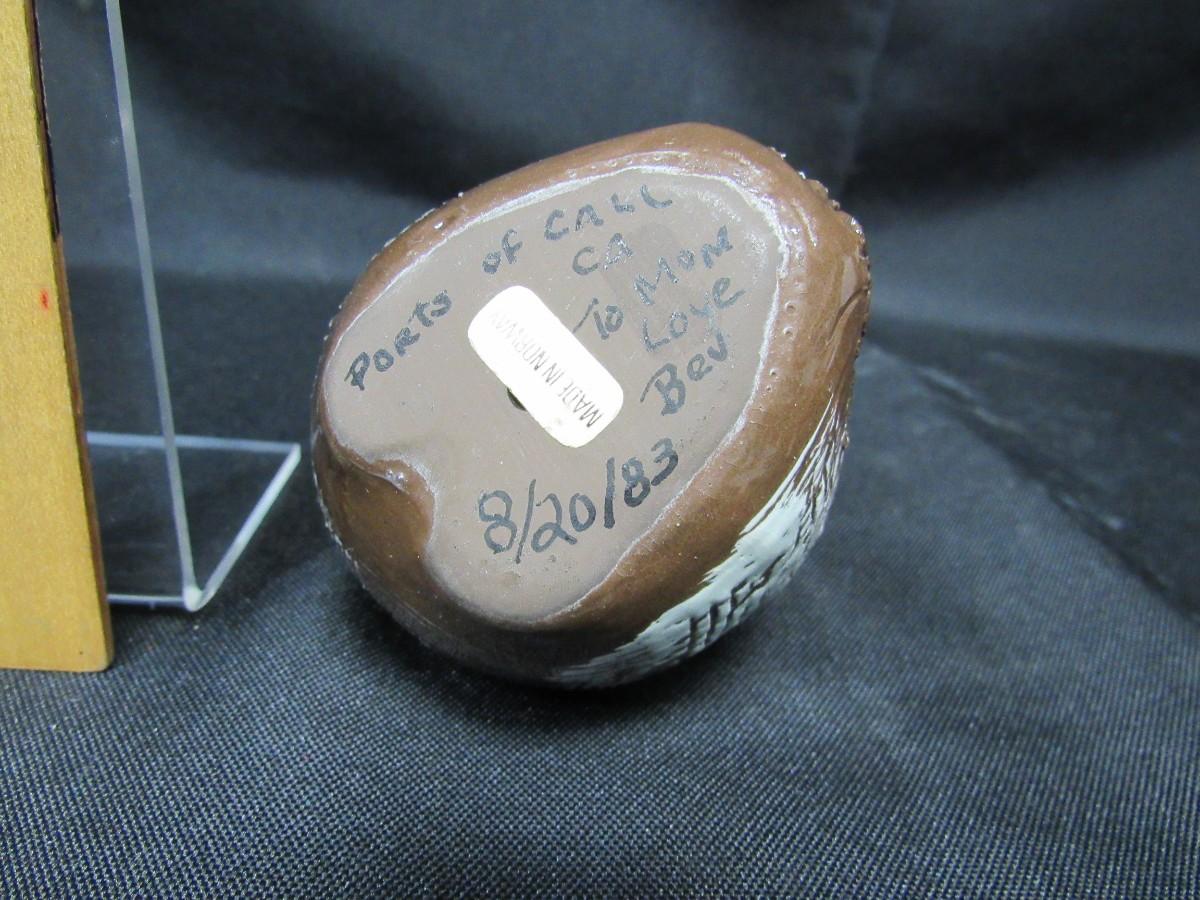 Ports of CALL
CA
To MOM
Love
Bev
8/20/83
MADE IN NORWAY